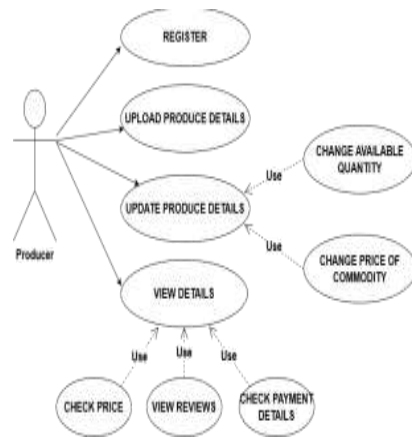 REGISTER
UPLOAD PRODUCE DETAILS
CHANGE AVAILABLE
QUANTITY
Use
UPDATE PRODUCE DETAILS
Use
Producer
CHANGE PRICE OF
COMMODITY
VIEW DETAILS
Use
Use
Use
CHECK PRICE
VIEW REVIEWS
CHECK PAYMENT
DETAILS